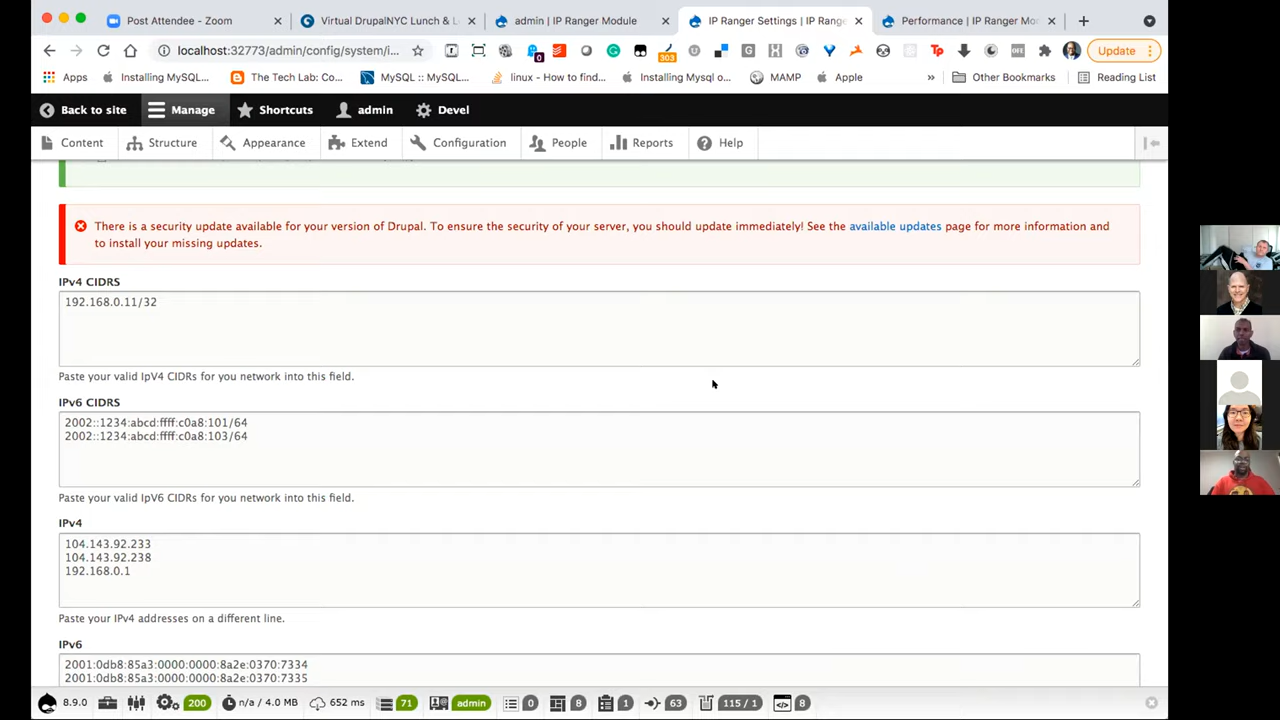 Post Attendee - Zoom
Virtual DrupalNYC Lunch & L
admin | IP Ranger Module
IP Ranger Settings | IP Range
Performance | IP Ranger Mo
localhost:32773/admin/config/system/i...
0
303
Update
Apps
Installing MySQL...
The Tech Lab: Co...
MySQL :: MySQL...
linux - How to find...
Installing Mysql o...
MAMP
Apple
»
Other Bookmarks
Reading List
Back to site
Manage
Shortcuts
admin
Devel
Content
Structure
Appearance
Extend
Configuration
People
Reports
Help
There is a security update available for your version of Drupal. To ensure the security of your server, you should update immediately! See the available updates page for more information and
to install your missing updates.
IPv4 CIDRS
192.168.0.11/32
Paste your valid IpV4 CIDRs for you network into this field.
IPv6 CIDRS
2002::1234:abcd:ffff:c0a8:101/64
2002::1234:abcd:ffff:c0a8:103/64
Paste your valid IpV6 CIDRs for you network into this field.
IPv4
104.143.92.233
104.143.92.238
192.168.0.1
Paste your IPv4 addresses on a different line.
IPv6
2001:0db8:85a3:0000:0000:8a2e:0370:7334
2001:0db8:85a3:0000:0000:8a2e:0370:7335
8.9.0
200
n/a / 4.0 MB
652 ms
71
admin
0
8
1
63
115 / 1
8